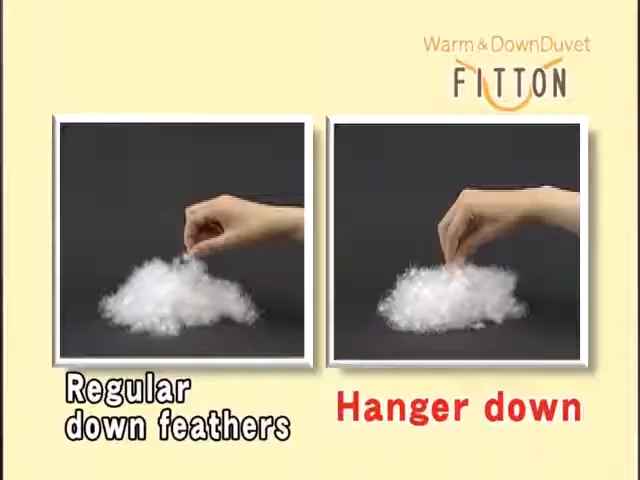 Warm & DownDuvet
FITTON
Regular
down feathers
Hanger down